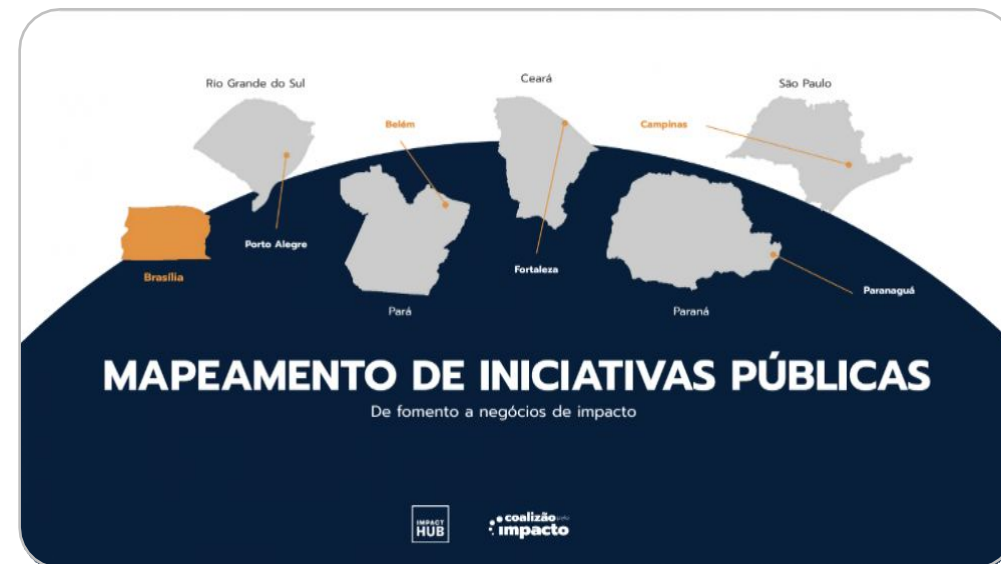 Rio Grande do Sul
Ceará
São Paulo
Belém
Campinas
Porto Alegre
Brasília
Fortaleza
Paranaguá
Pará
Paraná
MAPEAMENTO DE INICIATIVAS PÚBLICAS
De fomento a negócios de impacto
IMPACT
HUB
coalizão pelo
impacto